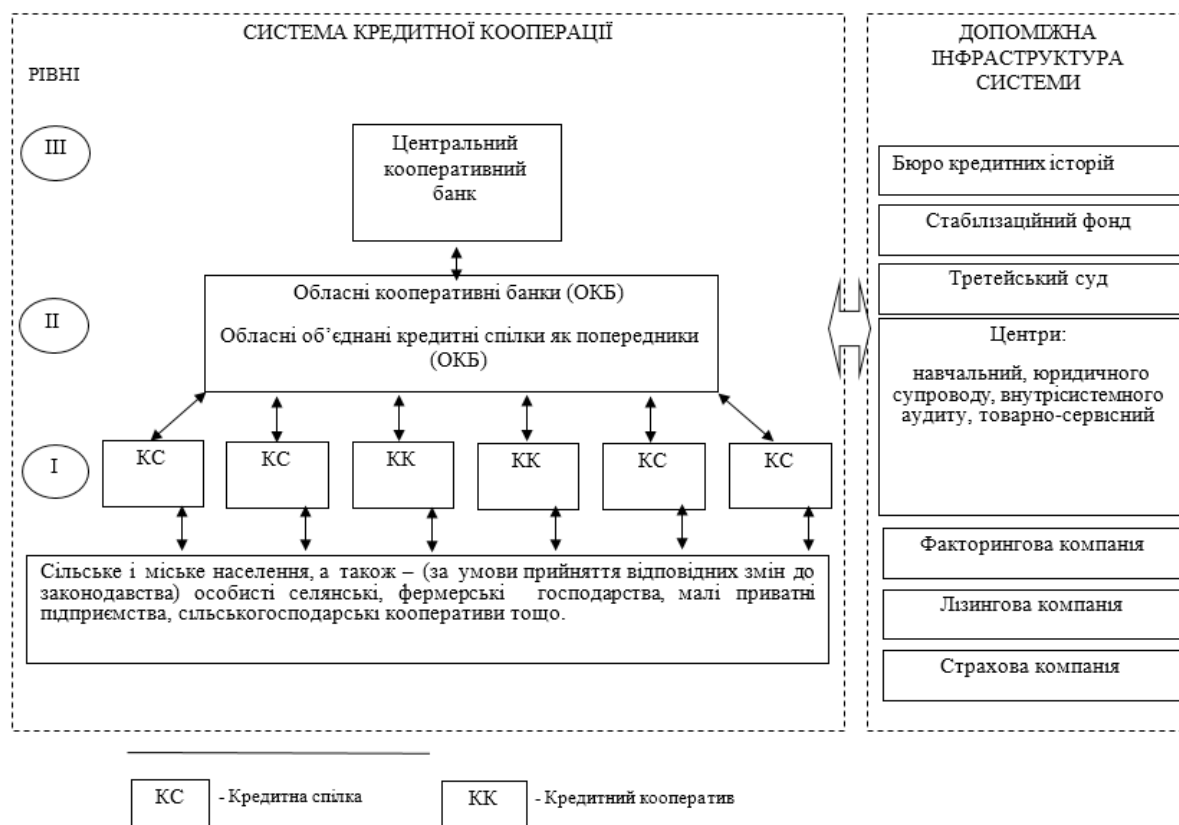 СИСТЕМА КРЕДИТНОЇ КООПЕРАЦІЇ
РІВНІ
III
Центральний
кооперативний
банк
II
Обласні кооперативні банки (ОКБ)
Обласні об’єднані кредитні спілки як попередники
(ОКБ)
I
КС
КС
КК
КК
КС
КС
Сільське і міське населення, а також – (за умови прийняття відповідних змін до
законодавства) особисті селянські, фермерські господарства, малі приватні
підприємства, сільськогосподарські кооперативи тощо.
ДОПОМІЖНА
ІНФРАСТРУКТУРА
СИСТЕМИ
Бюро кредитних історій
Стабілізаційний фонд
Третейський суд
Центри:
навчальний, юридичного
супроводу, внутрісистемного
аудиту, товарно-сервісний
Факторингова компанія
Лізингова компанія
Страхова компанія
КС - Кредитна спілка
КК - Кредитний кооператив